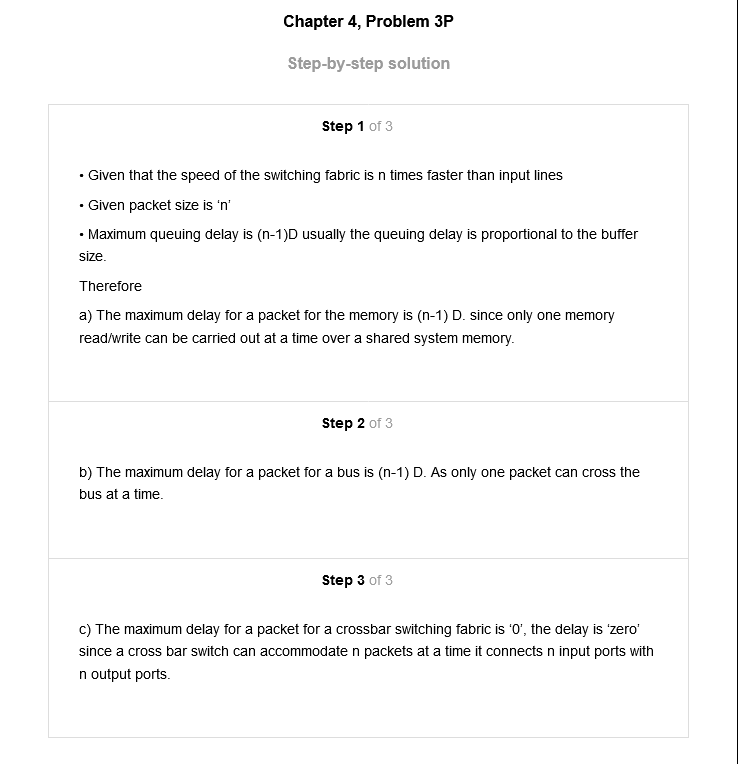 Chapter 4, Problem 3P
Step-by-step solution
Step 1 of 3
• Given that the speed of the switching fabric is n times faster than input lines
• Given packet size is ‘n’
• Maximum queuing delay is (n-1)D usually the queuing delay is proportional to the buffer
size.
Therefore
a) The maximum delay for a packet for the memory is (n-1) D. since only one memory
read/write can be carried out at a time over a shared system memory.
Step 2 of 3
b) The maximum delay for a packet for a bus is (n-1) D. As only one packet can cross the
bus at a time.
Step 3 of 3
c) The maximum delay for a packet for a crossbar switching fabric is ‘0’, the delay is ‘zero’
since a cross bar switch can accommodate n packets at a time it connects n input ports with
n output ports.